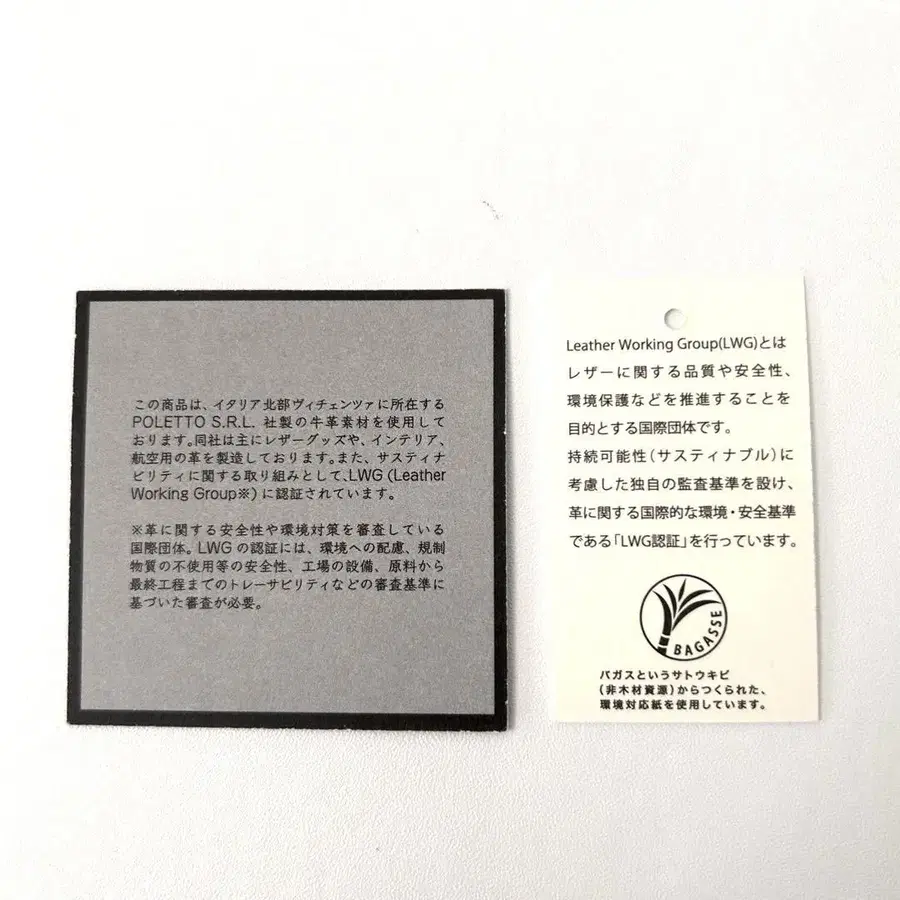 この商品は、イタリア北部ヴィチェンツァに所在する
POLETTO S.R.L. 社製の牛革素材を使用して
おります。同社は主にレザーグッズや、インテリア、
航空用の革を製造しております。また、サスティナ
ビリティに関する取り組みとして、LWG (Leather
Working Group※) に認証されています。
※革に関する安全性や環境対策を審査している
国際団体。LWG の認証には、環境への配慮、規制
物質の不使用等の安全性、工場の設備、原料から
最終工程までのトレーサビリティなどの審査基準に
基づいた審査が必要。
Leather Working Group(LWG)とは
レザーに関する品質や安全性、
環境保護などを推進することを
目的とする国際団体です。
持続可能性(サスティナブル)に
考慮した独自の監査基準を設け、
革に関する国際的な環境・安全基準
である「LWG認証」を行っています。
BAGASSE
バガスというサトウキビ
(非木材資源)からつくられた、
環境対応紙を使用しています。